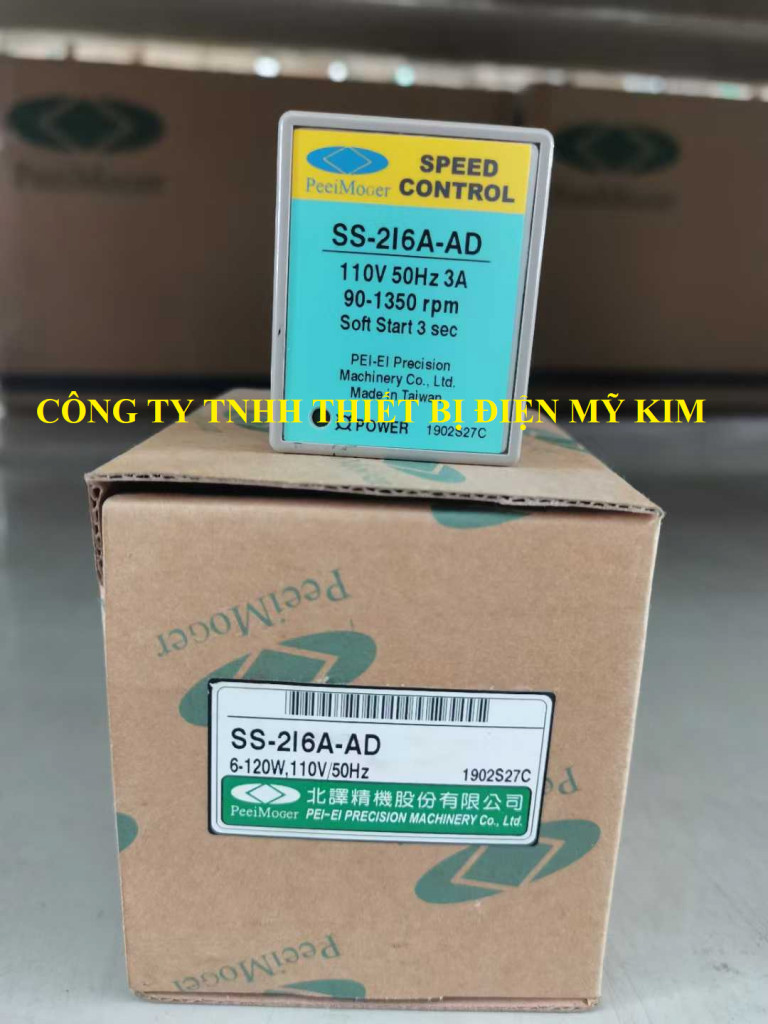 PeeiMoger
SPEED
CONTROL
SS-2I6A-AD
110V 50Hz 3A
90-1350 rpm
Soft Start 3 sec
PEI-EI Precision
Machinery Co., Ltd.
Made in Taiwan
CÔNG TY TNHH THIẾT BỊ ĐIỆN MỸ KIM
POWER 1902S27C
PeeiMoger
SS-2I6A-AD
6-120W,110V/50Hz 1902S27C
北譯精機股份有限公司
PeeiMoger PEI-EI PRECISION MACHINERY Co., Ltd.
PeeiMoger
PeeiMoger